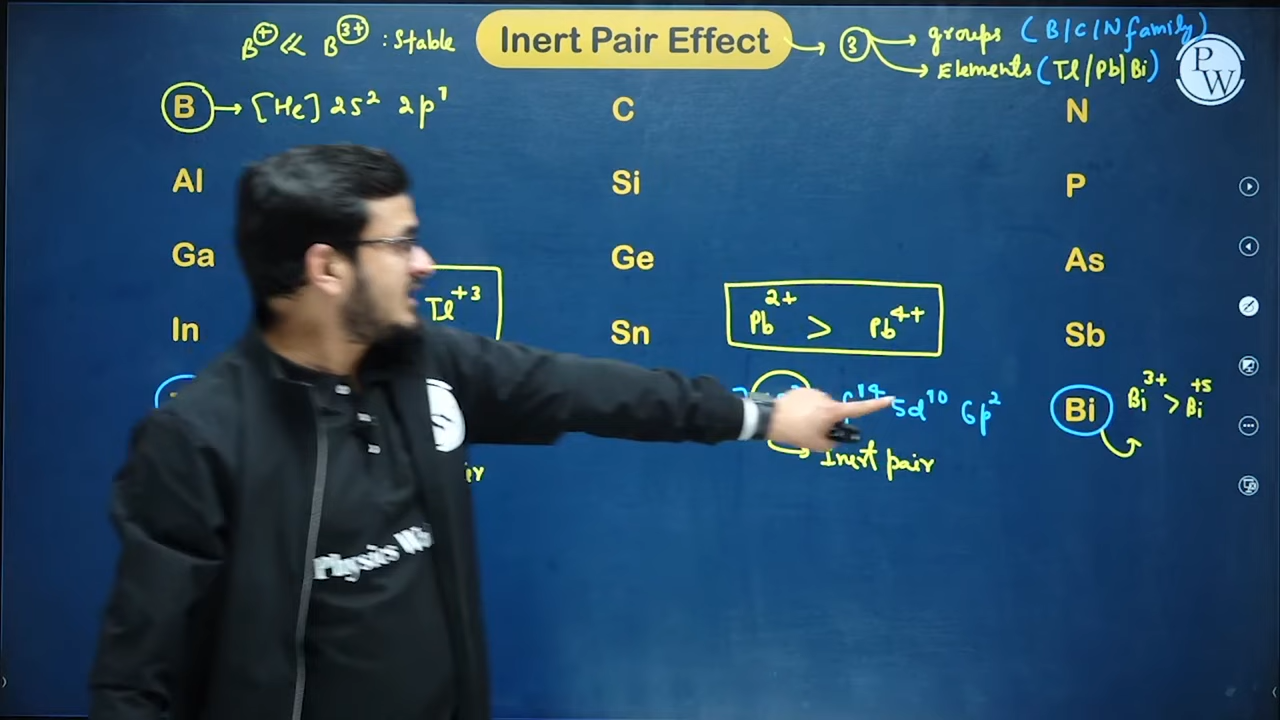 B⁺ << B³⁺ : Stable
Inert Pair Effect → 3 → groups (B/C/N family)
→ Elements (Tl/Pb/Bi)
PW
B → [He] 2s² 2p¹
C
N
Al
Si
P
Ga
Ge
As
Tl⁺³
Pb²⁺ > Pb⁴⁺
In
Sn
Sb
5d¹⁰ 6p²
Bi
Bi³⁺ > Bi⁺⁵
Inert pair
Physics